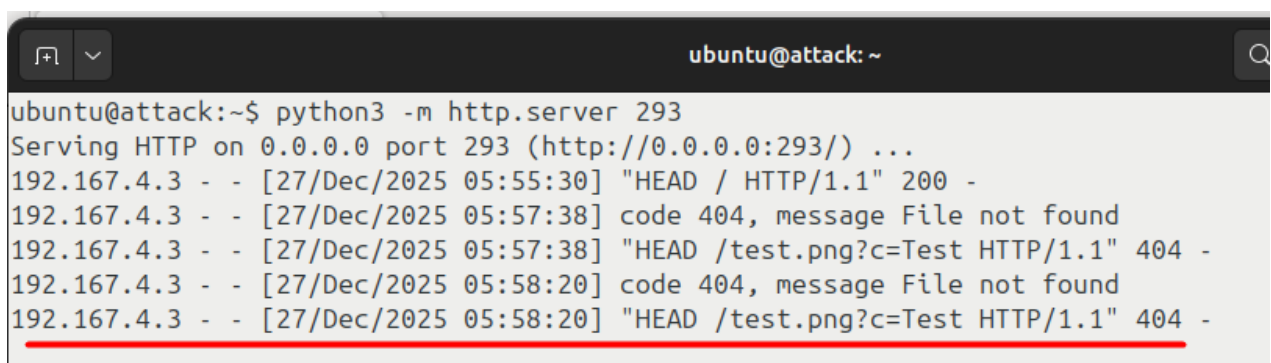 ubuntu@attack: ~
ubuntu@attack:~$ python3 -m http.server 293
Serving HTTP on 0.0.0.0 port 293 (http://0.0.0.0:293/) ...
192.167.4.3 - - [27/Dec/2025 05:55:30] "HEAD / HTTP/1.1" 200 -
192.167.4.3 - - [27/Dec/2025 05:57:38] code 404, message File not found
192.167.4.3 - - [27/Dec/2025 05:57:38] "HEAD /test.png?c=Test HTTP/1.1" 404 -
192.167.4.3 - - [27/Dec/2025 05:58:20] code 404, message File not found
192.167.4.3 - - [27/Dec/2025 05:58:20] "HEAD /test.png?c=Test HTTP/1.1" 404 -